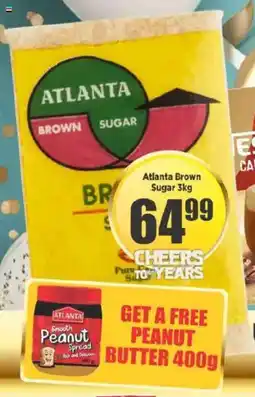 ATLANTA
BROWN SUGAR
Atlanta Brown
Sugar 3kg
64 99
CHEERS
TO YEARS
ATLANTA
Smooth
Peanut
Spread
GET A FREE
PEANUT
BUTTER 400g